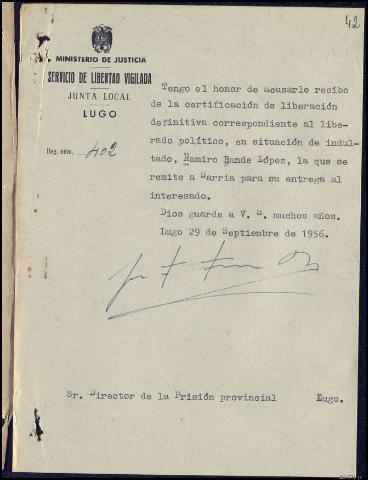 42
MINISTERIO DE JUSTICIA
SERVICIO DE LIBERTAD VIGILADA
JUNTA LOCAL
LUGO
Reg. núm. 402
Tengo el honor de acusarle recibo
de la certificación de liberación
definitiva correspondiente al libe-
rado político, en situación de indul-
tado, Ramiro Bande López, la que se
remite a Sarria para su entrega al
interesado.
Dios guarde a V. S. muchos años.
Lugo 29 de Septiembre de 1956.
Sr. Director de la Prisión provincial Lugo.